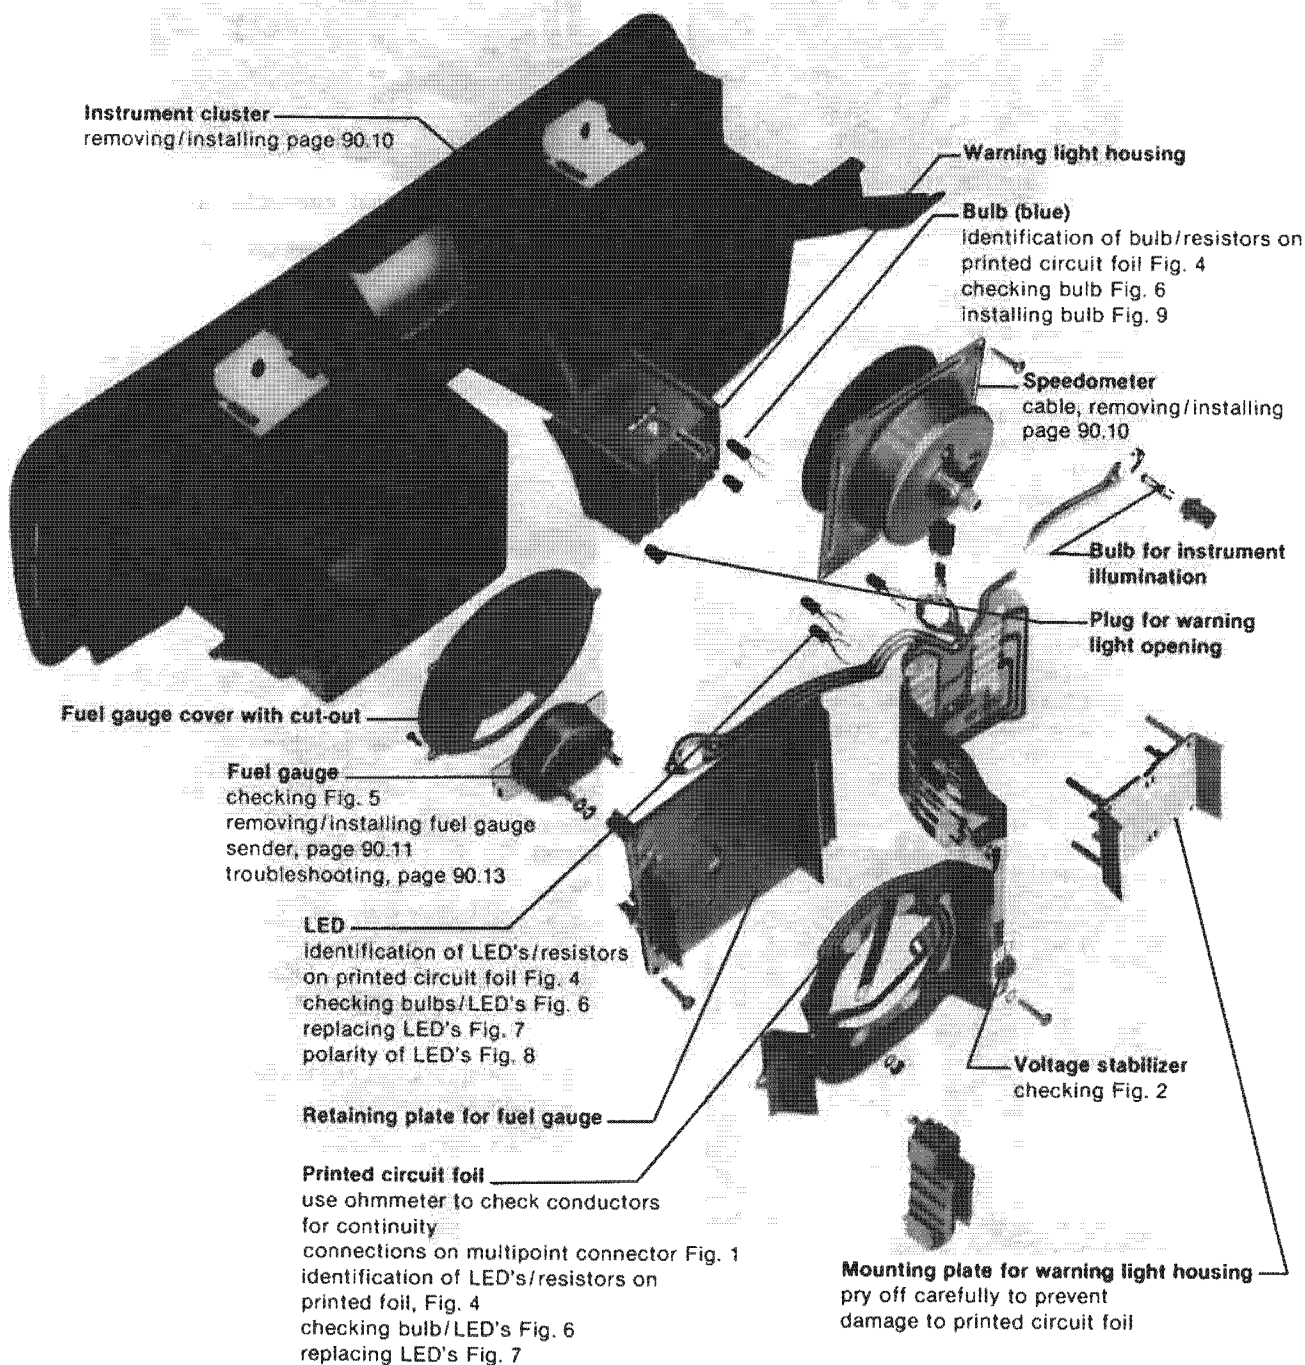 Instrument cluster
removing/installing page 90.10
Warning light housing
Bulb (blue)
identification of bulb/resistors on
printed circuit foil Fig. 4
checking bulb Fig. 6
installing bulb Fig. 9
Speedometer
cable, removing/installing
page 90.10
Bulb for instrument
illumination
Plug for warning
light opening
Fuel gauge cover with cut-out
Fuel gauge
checking Fig. 5
removing/installing fuel gauge
sender, page 90.11
troubleshooting, page 90.13
LED
identification of LED's/resistors
on printed circuit foil Fig. 4
checking bulbs/LED's Fig. 6
replacing LED's Fig. 7
polarity of LED's Fig. 8
Voltage stabilizer
checking Fig. 2
Retaining plate for fuel gauge
Printed circuit foil
use ohmmeter to check conductors
for continuity
connections on multipoint connector Fig. 1
identification of LED's/resistors on
printed foil, Fig. 4
checking bulb/LED's Fig. 6
replacing LED's Fig. 7
Mounting plate for warning light housing
pry off carefully to prevent
damage to printed circuit foil